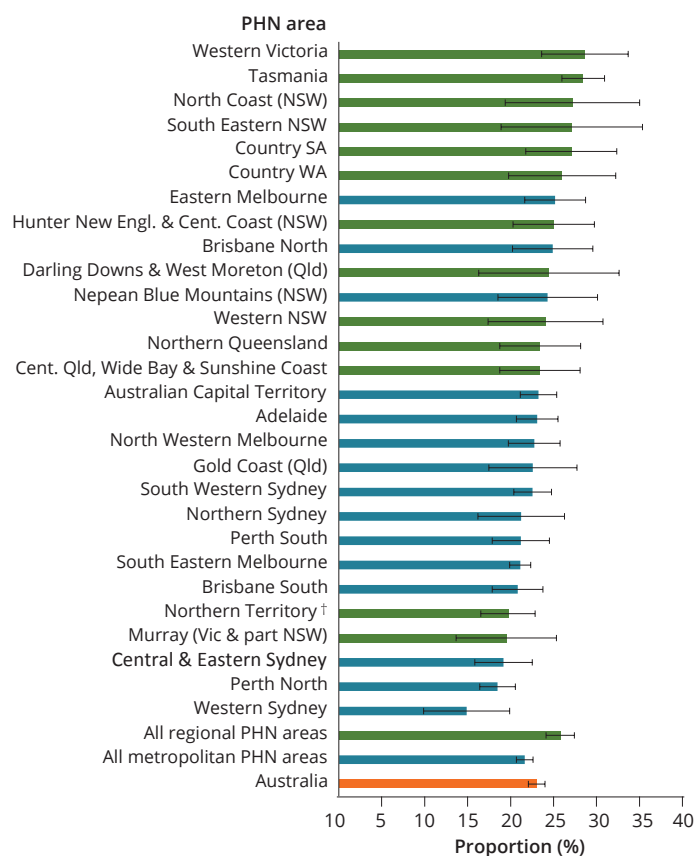 PHN area
Western Victoria
Tasmania
North Coast (NSW)
South Eastern NSW
Country SA
Country WA
Eastern Melbourne
Hunter New Engl. & Cent. Coast (NSW)
Brisbane North
Darling Downs & West Moreton (Qld)
Nepean Blue Mountains (NSW)
Western NSW
Northern Queensland
Cent. Qld, Wide Bay & Sunshine Coast
Australian Capital Territory
Adelaide
North Western Melbourne
Gold Coast (Qld)
South Western Sydney
Northern Sydney
Perth South
South Eastern Melbourne
Brisbane South
Northern Territory †
Murray (Vic & part NSW)
Central & Eastern Sydney
Perth North
Western Sydney
All regional PHN areas
All metropolitan PHN areas
Australia
10 5 10 15 20 25 30 35 40
Proportion (%)